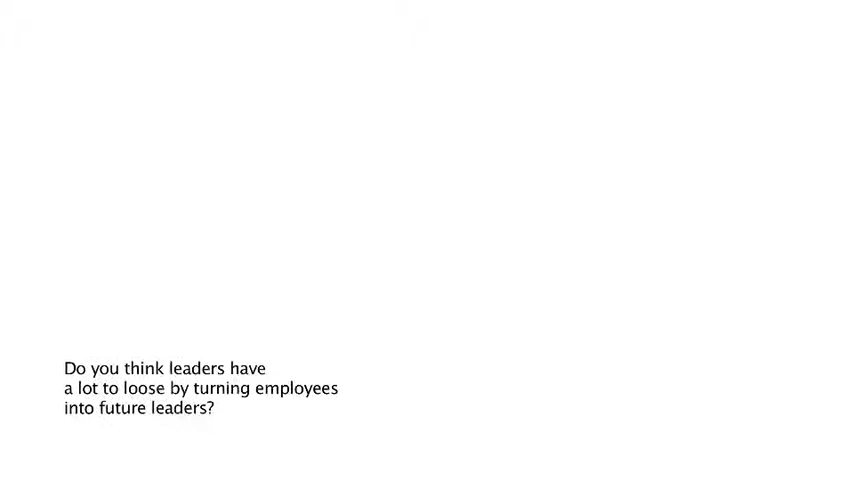 Do you think leaders have
a lot to loose by turning employees
into future leaders?